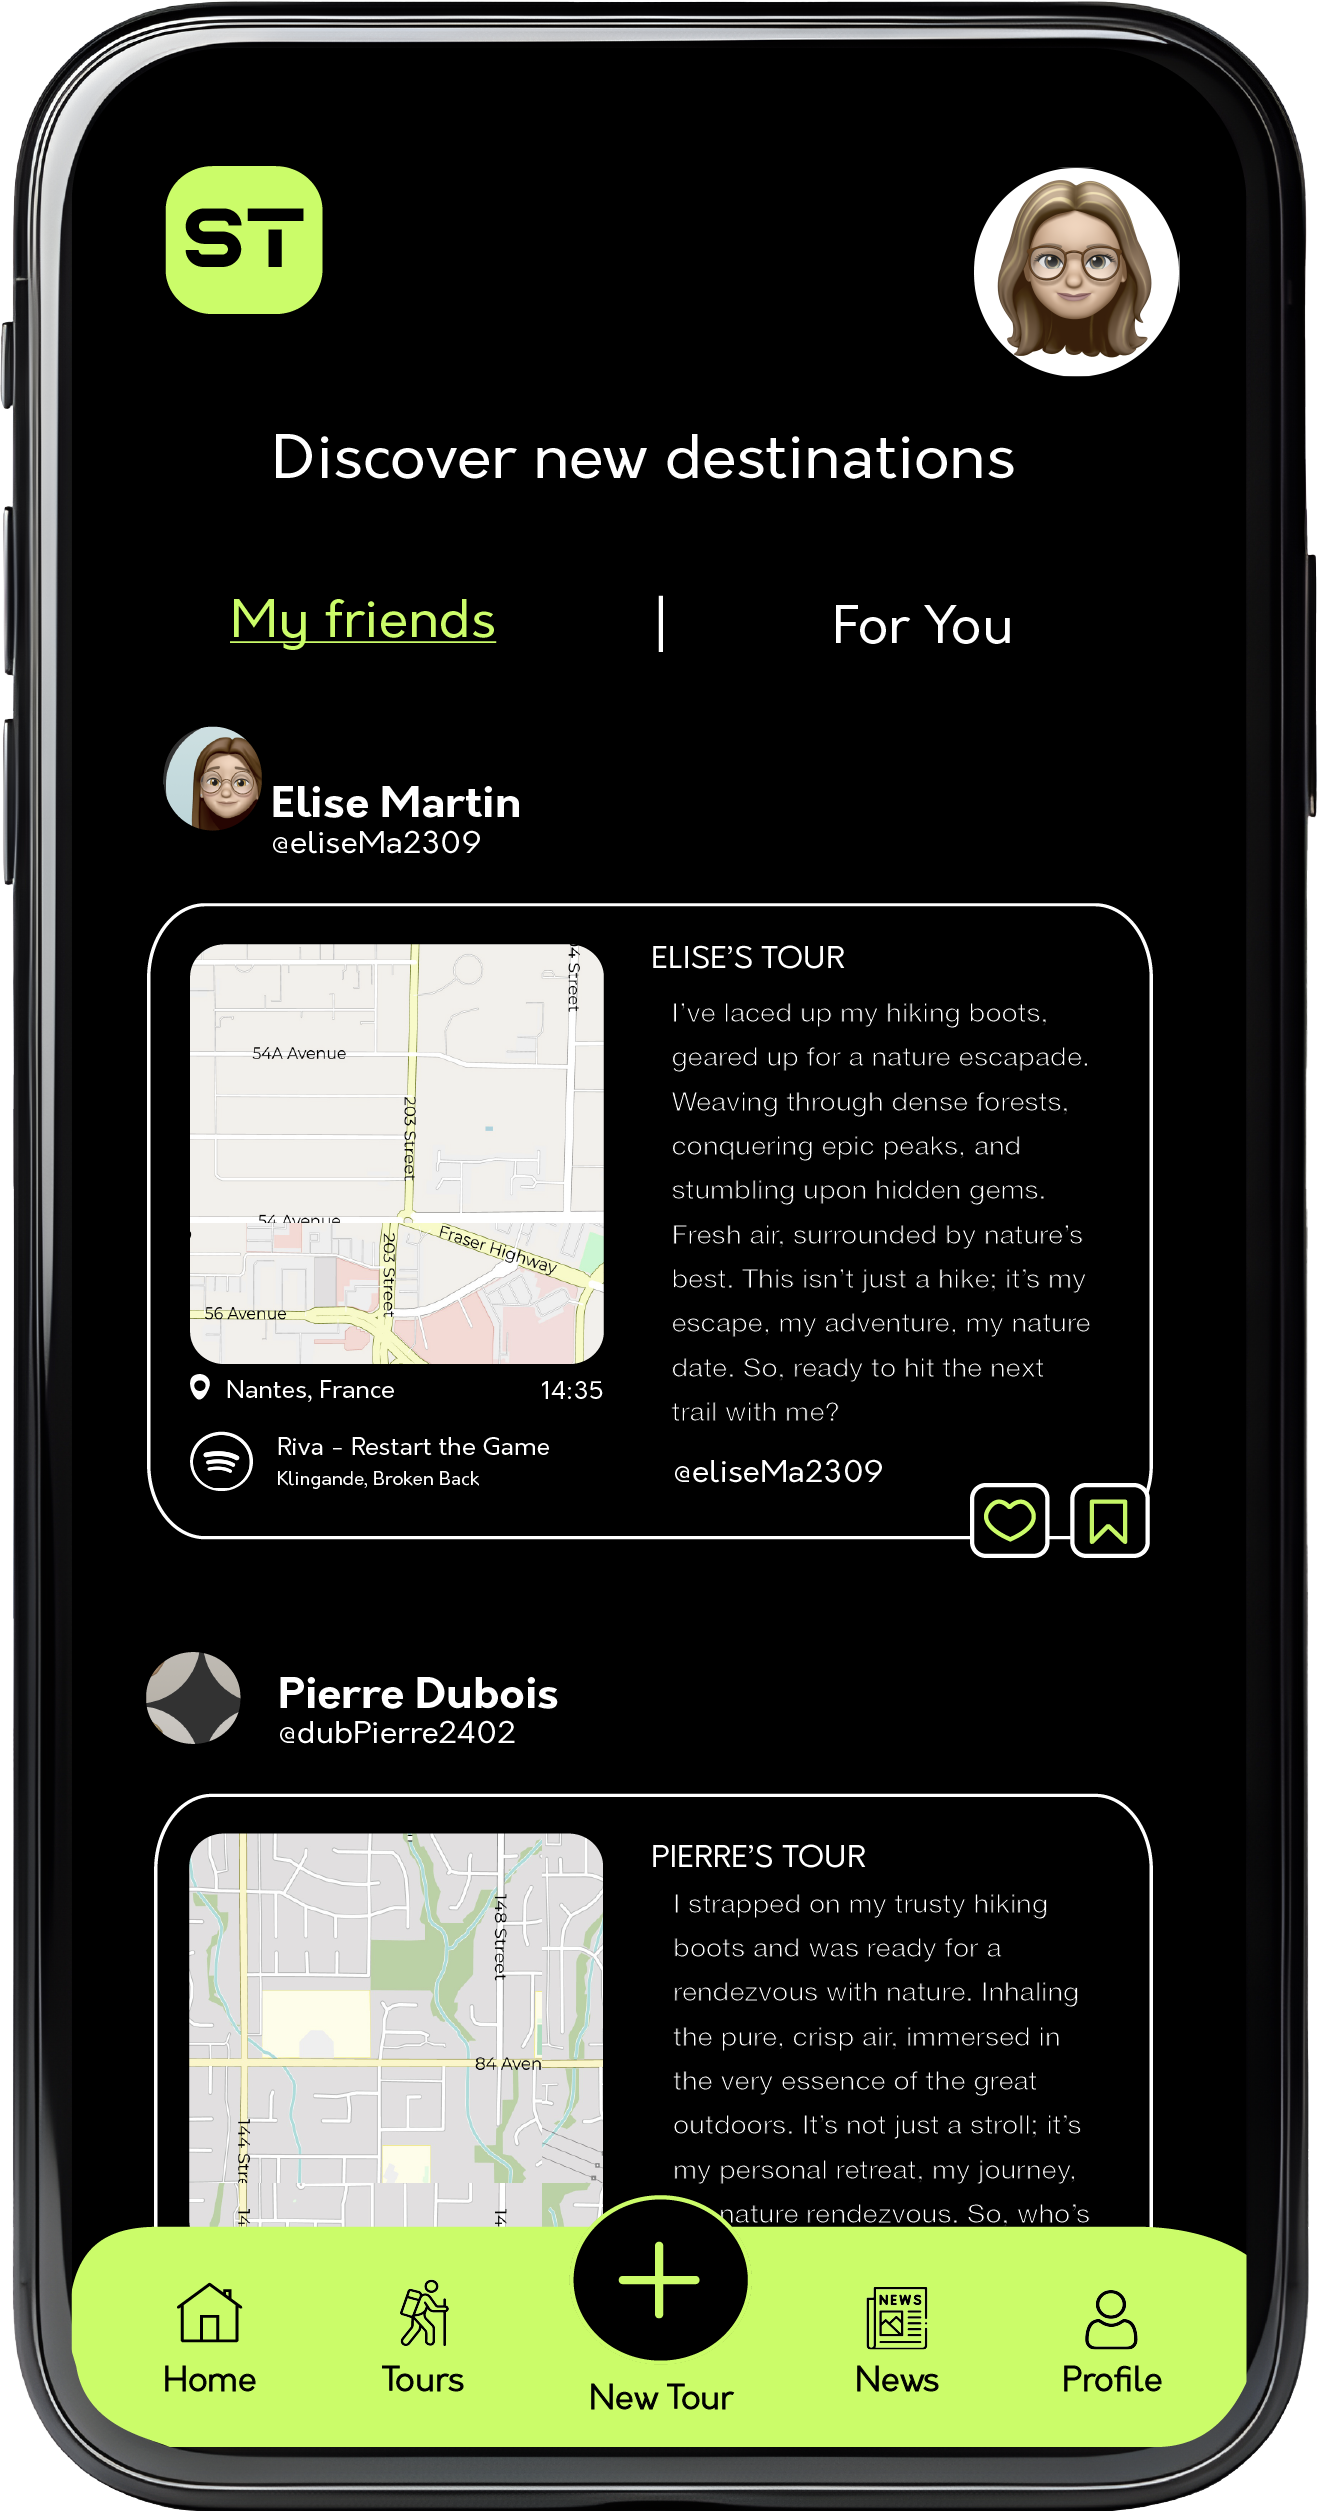 ST
Discover new destinations
My friends | For You
Elise Martin
@eliseMa2309
4 Street
54A Avenue
203 Street
54 Avenue
Fraser Highway
203 Street
56 Avenue
Nantes, France 14:35
Riva - Restart the Game
Klingande, Broken Back
ELISE'S TOUR
I've laced up my hiking boots,
geared up for a nature escapade.
Weaving through dense forests,
conquering epic peaks, and
stumbling upon hidden gems.
Fresh air, surrounded by nature's
best. This isn't just a hike; it's my
escape, my adventure, my nature
date. So, ready to hit the next
trail with me?
@eliseMa2309
Pierre Dubois
@dubPierre2402
148 Street
84 Aven
144 Stre
14
14
PIERRE'S TOUR
I strapped on my trusty hiking
boots and was ready for a
rendezvous with nature. Inhaling
the pure, crisp air, immersed in
the very essence of the great
outdoors. It's not just a stroll; it's
my personal retreat, my journey,
nature rendezvous. So, who's
NEWS
Home
Tours
New Tour
News
Profile